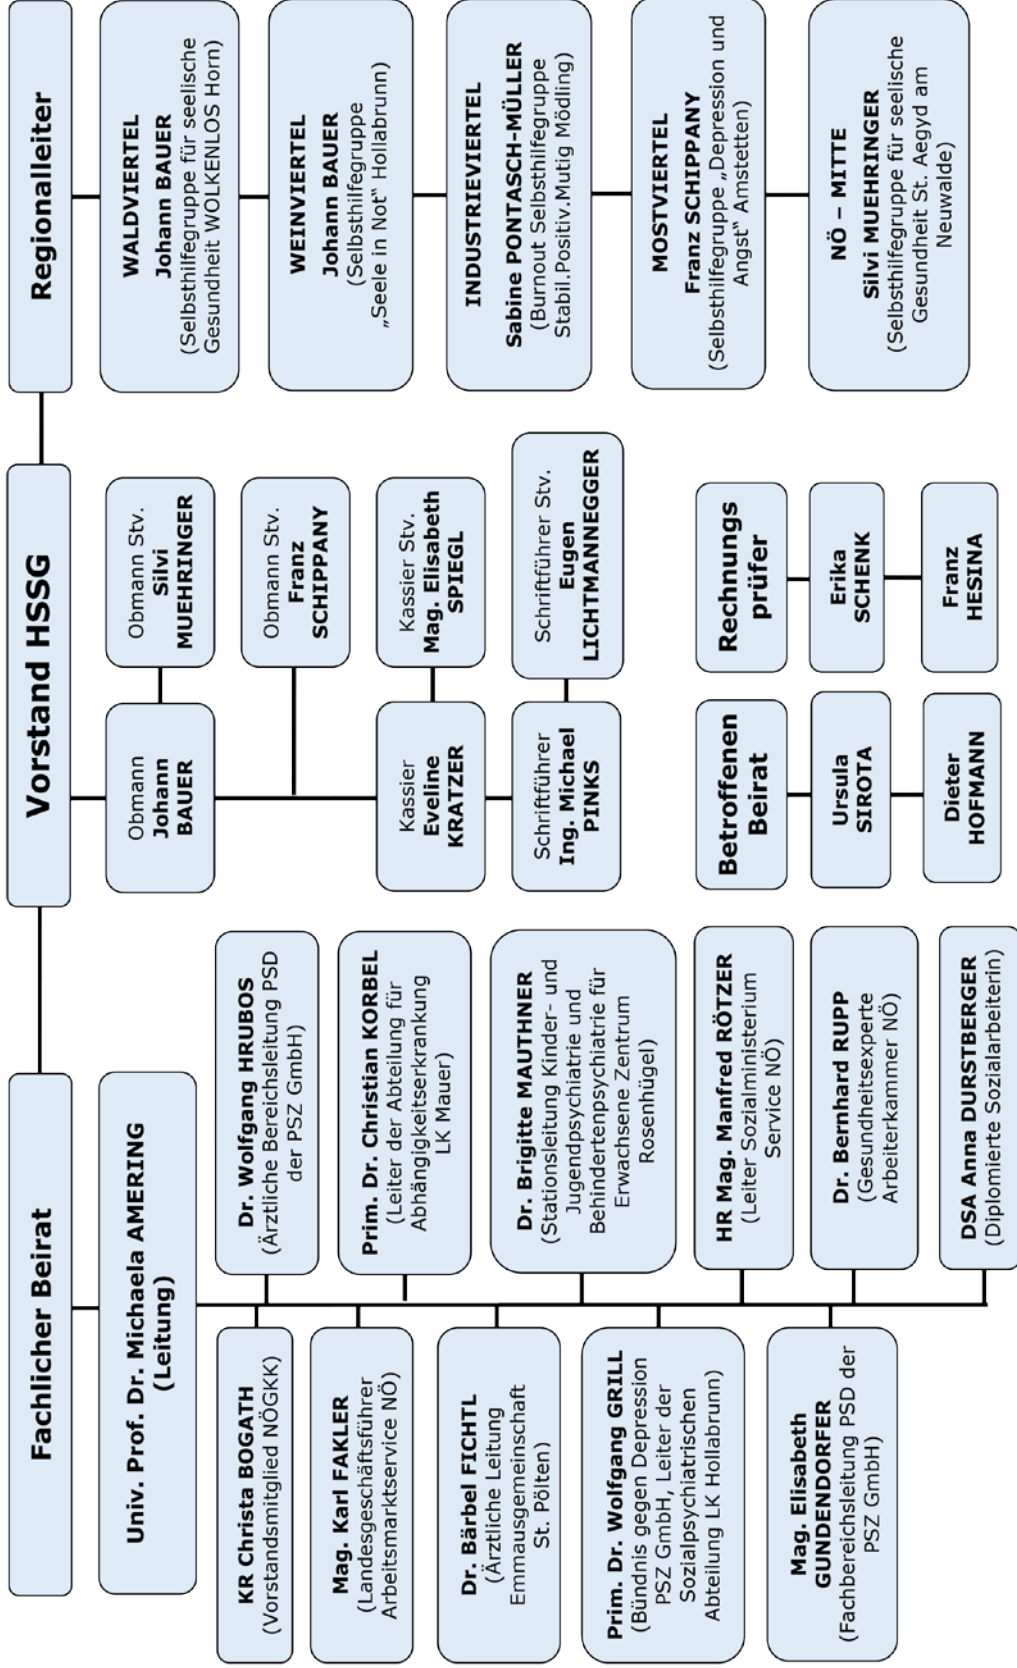 Fachlicher Beirat
Univ. Prof. Dr. Michaela AMERING
(Leitung)
KR Christa BOGATH
(Vorstandsmitglied NÖGKK)
Mag. Karl FAKLER
(Landesgeschäftsführer
Arbeitsmarktservice NÖ)
Dr. Bärbel FICHTL
(Ärztliche Leitung
Emmausgemeinschaft
St. Pölten)
Prim. Dr. Wolfgang GRILL
(Bündnis gegen Depression
PSZ GmbH, Leiter der
Sozialpsychiatrischen
Abteilung LK Hollabrunn)
Mag. Elisabeth
GUNDENDORFER
(Fachbereichsleitung PSD der
PSZ GmbH)
Dr. Wolfgang HRUBOS
(Ärztliche Bereichsleitung PSD
der PSZ GmbH)
Prim. Dr. Christian KORBEL
(Leiter der Abteilung für
Abhängigkeitserkrankung
LK Mauer)
Dr. Brigitte MAUTHNER
(Stationsleitung Kinder- und
Jugendpsychiatrie und
Behindertenpsychiatrie für
Erwachsene Zentrum
Rosenhügel)
HR Mag. Manfred RÖTZER
(Leiter Sozialministerium
Service NÖ)
Dr. Bernhard RUPP
(Gesundheitsexperte
Arbeiterkammer NÖ)
DSA Anna DURSTBERGER
(Diplomierte Sozialarbeiterin)
Vorstand HSSG
Obmann
Johann
BAUER
Obmann Stv.
Silvi
MUEHRINGER
Obmann Stv.
Franz
SCHIPPANY
Kassier
Eveline
KRATZER
Kassier Stv.
Mag. Elisabeth
SPIEGL
Schriftführer
Ing. Michael
PINKS
Schriftführer Stv.
Eugen
LICHTMANNEGGER
Betroffenen
Beirat
Ursula
SIROTA
Dieter
HOFMANN
Rechnungs
prüfer
Erika
SCHENK
Franz
HESINA
Regionalleiter
WALDVIERTEL
Johann BAUER
(Selbsthilfegruppe für seelische
Gesundheit WOLKENLOS Horn)
WEINVIERTEL
Johann BAUER
(Selbsthilfegruppe
„Seele in Not" Hollabrunn)
INDUSTRIEVIERTEL
Sabine PONTASCH-MÜLLER
(Burnout Selbsthilfegruppe
Stabil.Positiv.Mutig Mödling)
MOSTVIERTEL
Franz SCHIPPANY
(Selbsthilfegruppe „Depression und
Angst" Amstetten)
NÖ – MITTE
Silvi MUEHRINGER
(Selbsthilfegruppe für seelische
Gesundheit St. Aegyd am
Neuwalde)